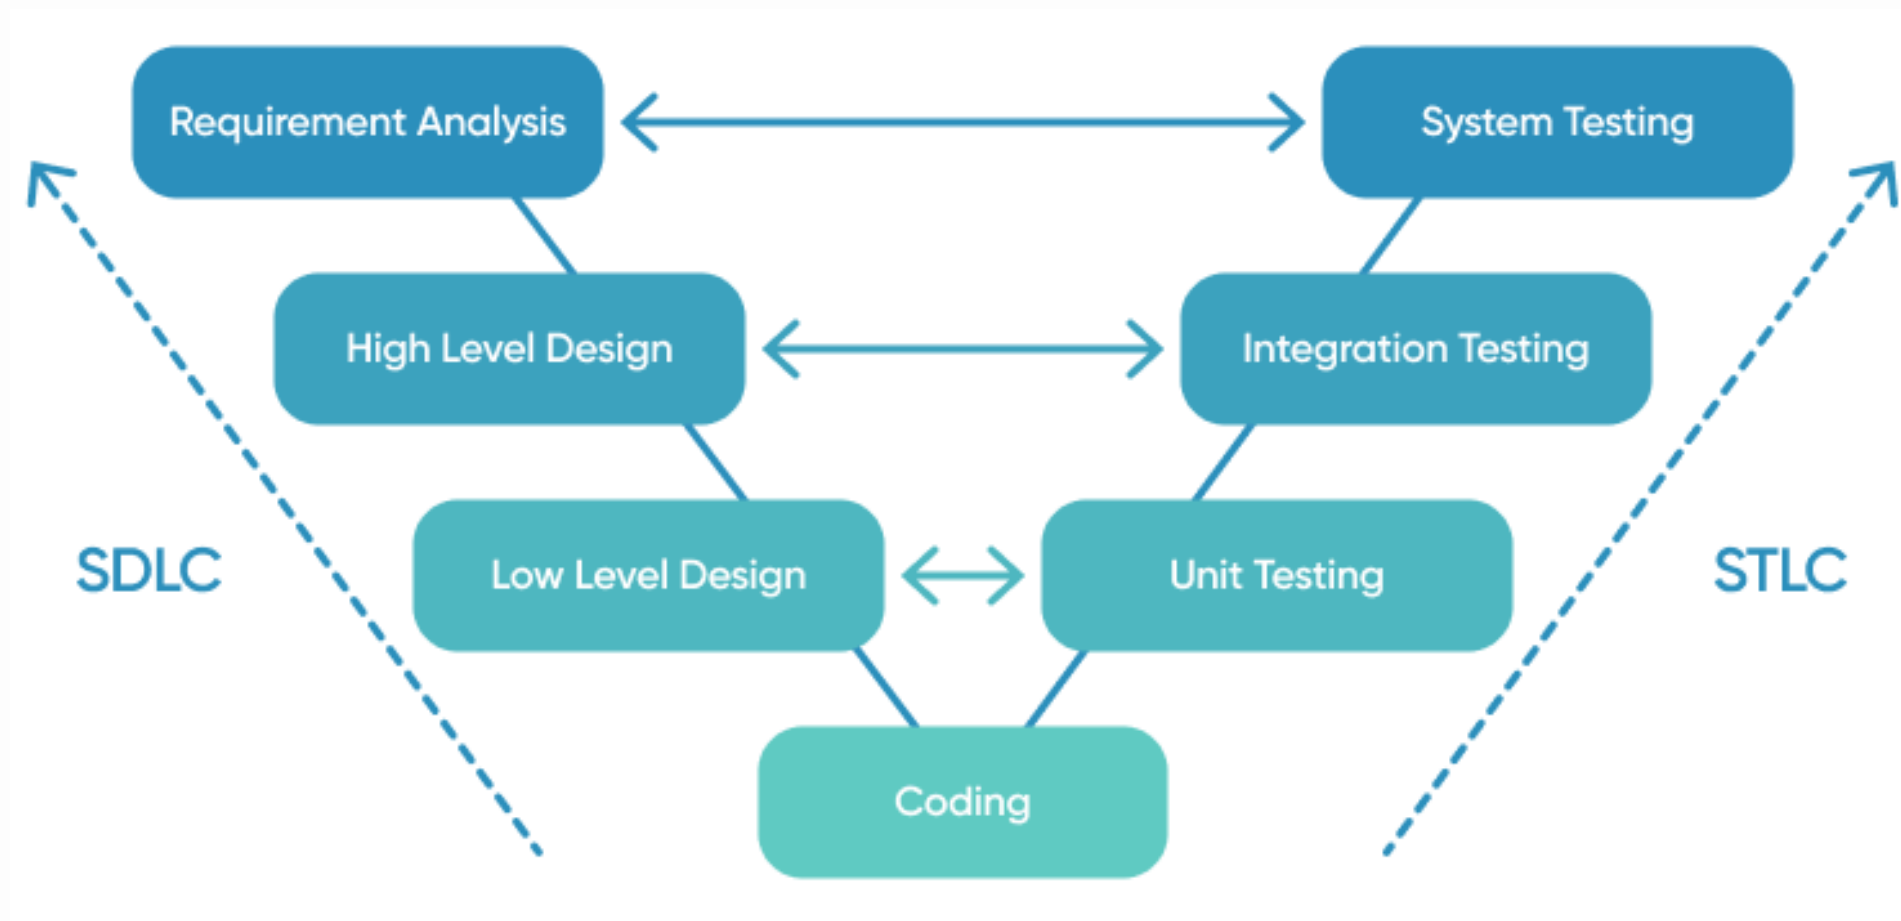 Requirement Analysis
System Testing
High Level Design
Integration Testing
Low Level Design
Unit Testing
SDLC
STLC
Coding